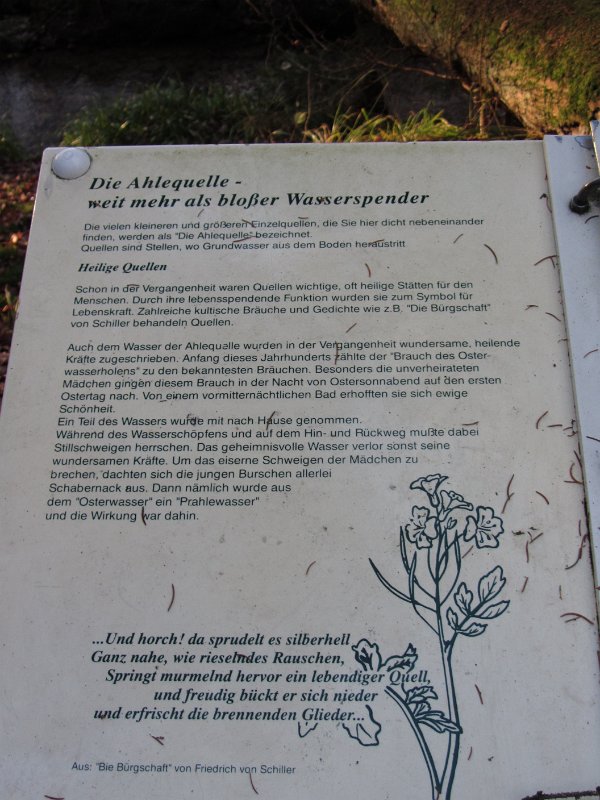 Die Ahlequelle -
weit mehr als bloßer Wasserspender
Die vielen kleineren und größeren Einzelquellen, die Sie hier dicht nebeneinander
finden, werden als "Die Ahlequelle" bezeichnet.
Quellen sind Stellen, wo Grundwasser aus dem Boden heraustritt
Heilige Quellen
Schon in der Vergangenheit waren Quellen wichtige, oft heilige Stätten für den
Menschen. Durch ihre lebensspendende Funktion wurden sie zum Symbol für
Lebenskraft. Zahlreiche kultische Bräuche und Gedichte wie z.B. "Die Bürgschaft"
von Schiller behandeln Quellen.
Auch dem Wasser der Ahlequelle wurden in der Vergangenheit wundersame, heilende
Kräfte zugeschrieben. Anfang dieses Jahrhunderts zählte der "Brauch des Oster-
wasserholens" zu den bekanntesten Bräuchen. Besonders die unverheirateten
Mädchen gingen diesem Brauch in der Nacht von Ostersonnabend auf den ersten
Ostertag nach. Von einem vormitternächtlichen Bad erhofften sie sich ewige
Schönheit.
Ein Teil des Wassers wurde mit nach Hause genommen.
Während des Wasserschöpfens und auf dem Hin- und Rückweg mußte dabei
Stillschweigen herrschen. Das geheimnisvolle Wasser verlor sonst seine
wundersamen Kräfte. Um das eiserne Schweigen der Mädchen zu
brechen, dachten sich die jungen Burschen allerlei
Schabernack aus. Dann nämlich wurde aus
dem "Osterwasser" ein "Prahlewasser"
und die Wirkung war dahin.
...Und horch! da sprudelt es silberhell
Ganz nahe, wie rieselndes Rauschen,
Springt murmelnd hervor ein lebendiger Quell,
und freudig bückt er sich nieder
und erfrischt die brennenden Glieder...
Aus: "Bie Bürgschaft" von Friedrich von Schiller